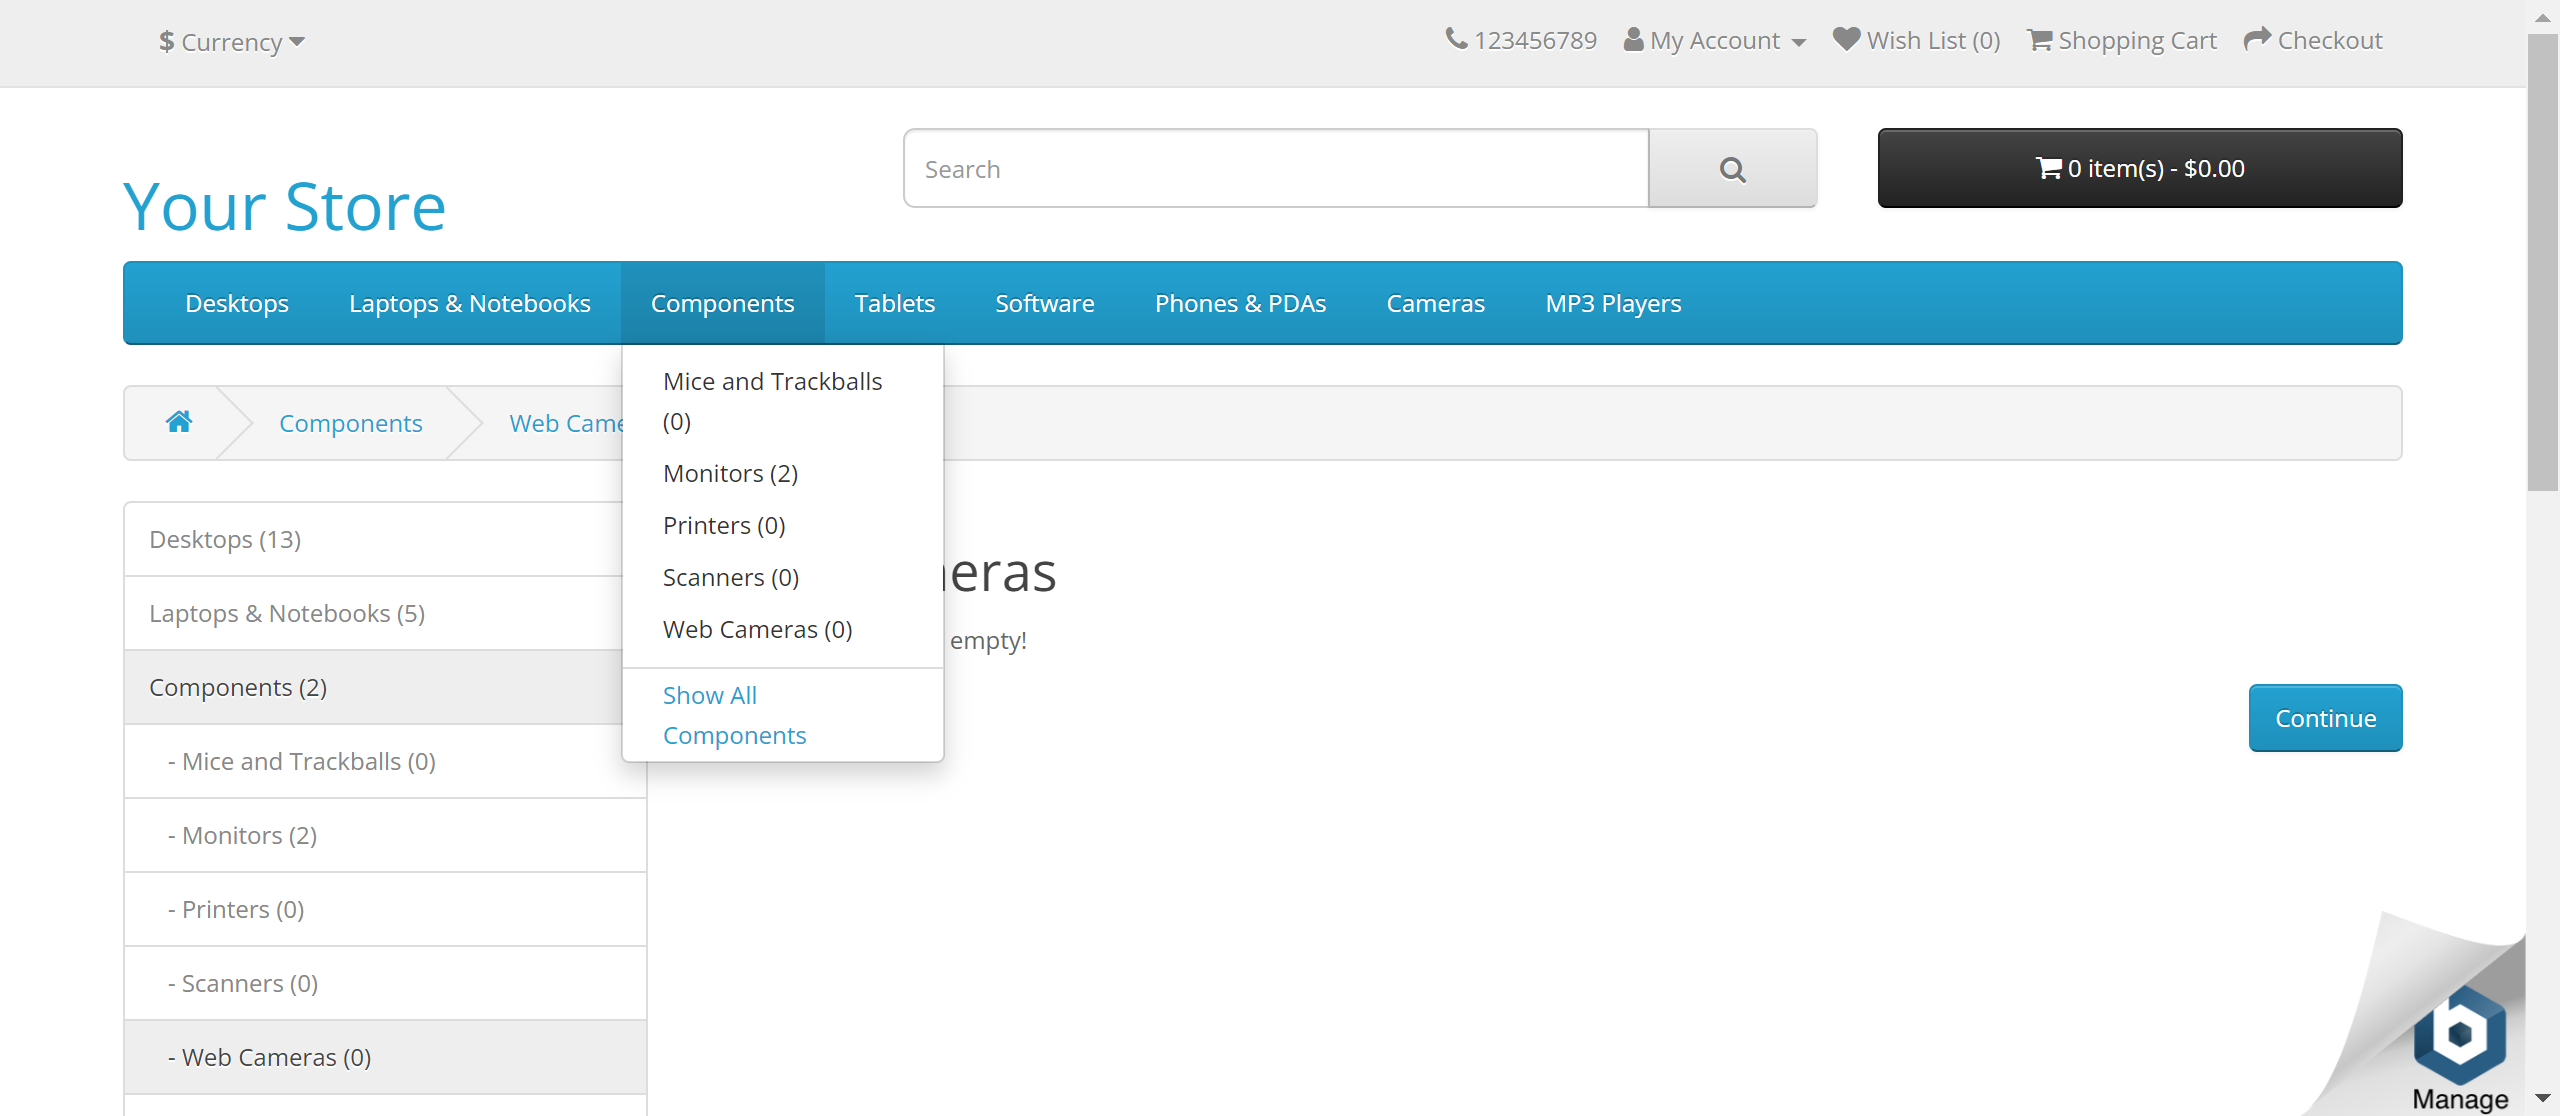 $ Currency
123456789 My Account Wish List (0) Shopping Cart Checkout
Your Store
Search
0 item(s) - $0.00
Desktops Laptops & Notebooks Components Tablets Software Phones & PDAs Cameras MP3 Players
Mice and Trackballs
(0)
Monitors (2)
Printers (0)
Scanners (0)
Web Cameras (0)
Show All
Components
Components Web Came
Desktops (13)
Laptops & Notebooks (5)
Components (2)
- Mice and Trackballs (0)
- Monitors (2)
- Printers (0)
- Scanners (0)
- Web Cameras (0)
eras
empty!
Continue
Manage